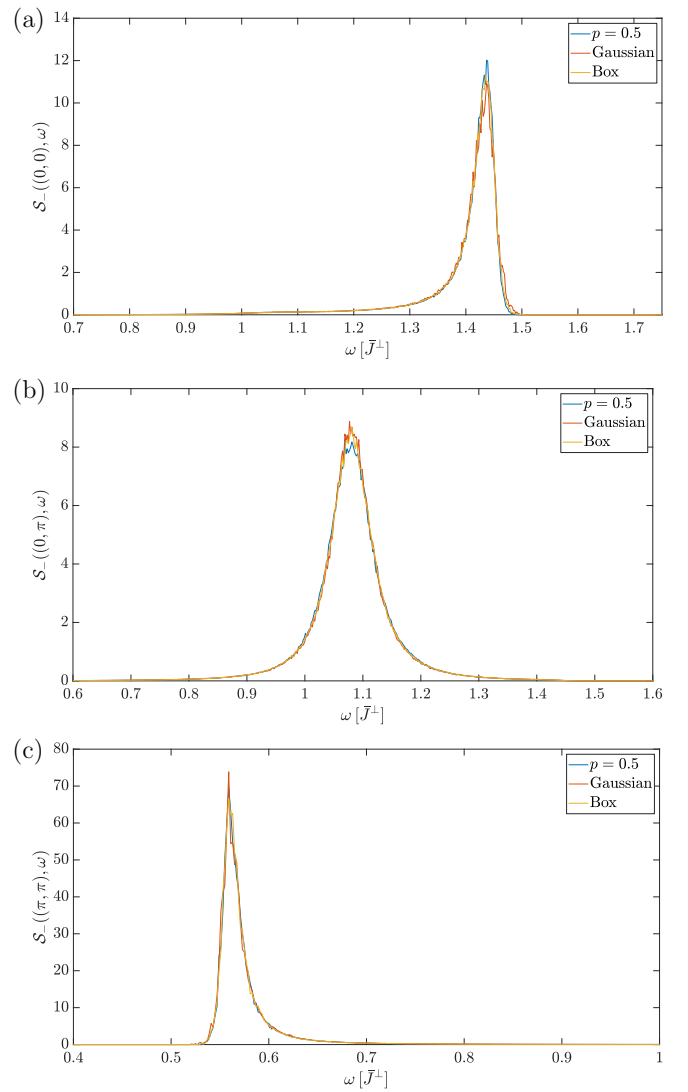 (a)
14
12
10
8
6
4
2
0
𝒮₋((0, 0), ω)
p = 0.5
Gaussian
Box
0.7 0.8 0.9 1 1.1 1.2 1.3 1.4 1.5 1.6 1.7
ω [J̄⊥]
(b)
10
8
6
4
2
0
𝒮₋((0, π), ω)
p = 0.5
Gaussian
Box
0.6 0.7 0.8 0.9 1 1.1 1.2 1.3 1.4 1.5 1.6
ω [J̄⊥]
(c)
80
70
60
50
40
30
20
10
0
𝒮₋((π, π), ω)
p = 0.5
Gaussian
Box
0.4 0.5 0.6 0.7 0.8 0.9 1
ω [J̄⊥]